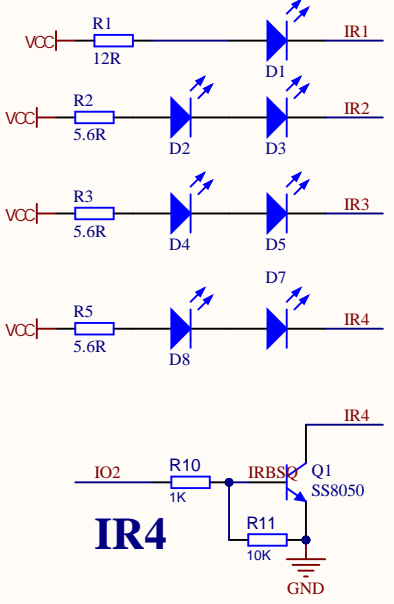 R1
VCC
IR1
12R
D1
R2
VCC
IR2
5.6R
D2
D3
R3
VCC
IR3
5.6R
D4
D5
D7
R5
VCC
IR4
5.6R
D8
IR4
R10
IO2
IRBSQ
Q1
1K
SS8050
R11
IR4
10K
GND